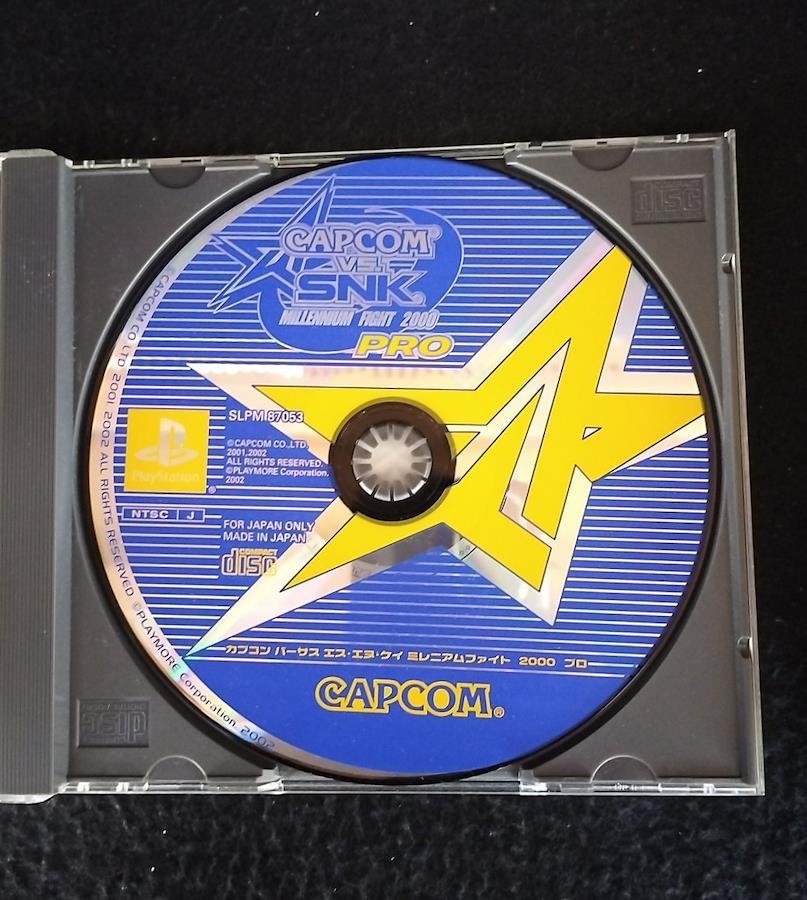 CAPCOM®
VS.
SNK®
MILLENNIUM FIGHT 2000
PRO
SLPM 87053
PlayStation®
©CAPCOM CO.,LTD.
2001,2002
ALL RIGHTS RESERVED.
©PLAYMORE Corporation.
2002
NTSC J
FOR JAPAN ONLY
MADE IN JAPAN
COMPACT
disc
カプコン バーサス エス・エヌ・ケイ ミレニアムファイト 2000 プロ
CAPCOM®
©CAPCOM CO., LTD. 2001 2002 ALL RIGHTS RESERVED ©PLAYMORE Corporation. 2002
disc
disc